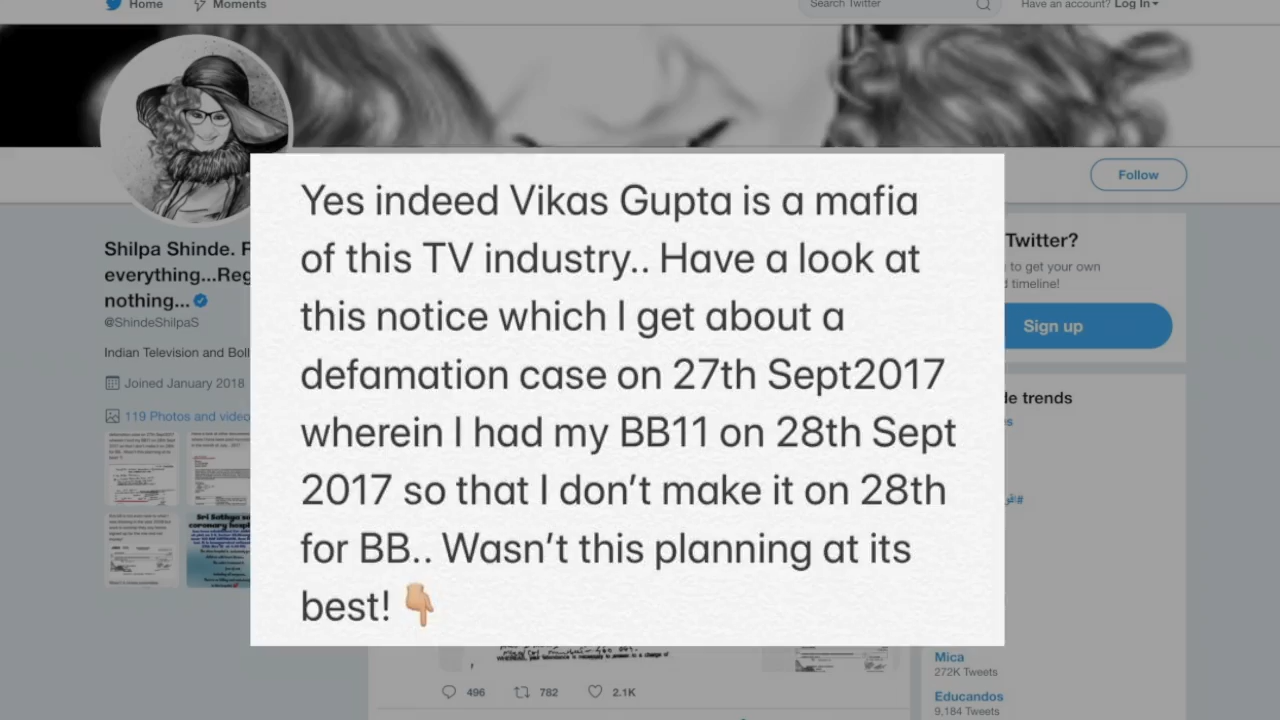 Home
Moments
Search Twitter
Have an account? Log In
Follow
Shilpa Shinde. 
everything...Reg
nothing...
@ShindeShilpaS
Indian Television and Boll
Joined January 2018
119 Photos and video
Yes indeed Vikas Gupta is a mafia
of this TV industry.. Have a look at
this notice which I get about a
defamation case on 27th Sept2017
wherein I had my BB11 on 28th Sept
2017 so that I don't make it on 28th
for BB.. Wasn't this planning at its
best! 👇
Twitter?
to get your own
timeline!
Sign up
trends
496
782
2.1K
Mica
272K Tweets
Educandos
9,184 Tweets